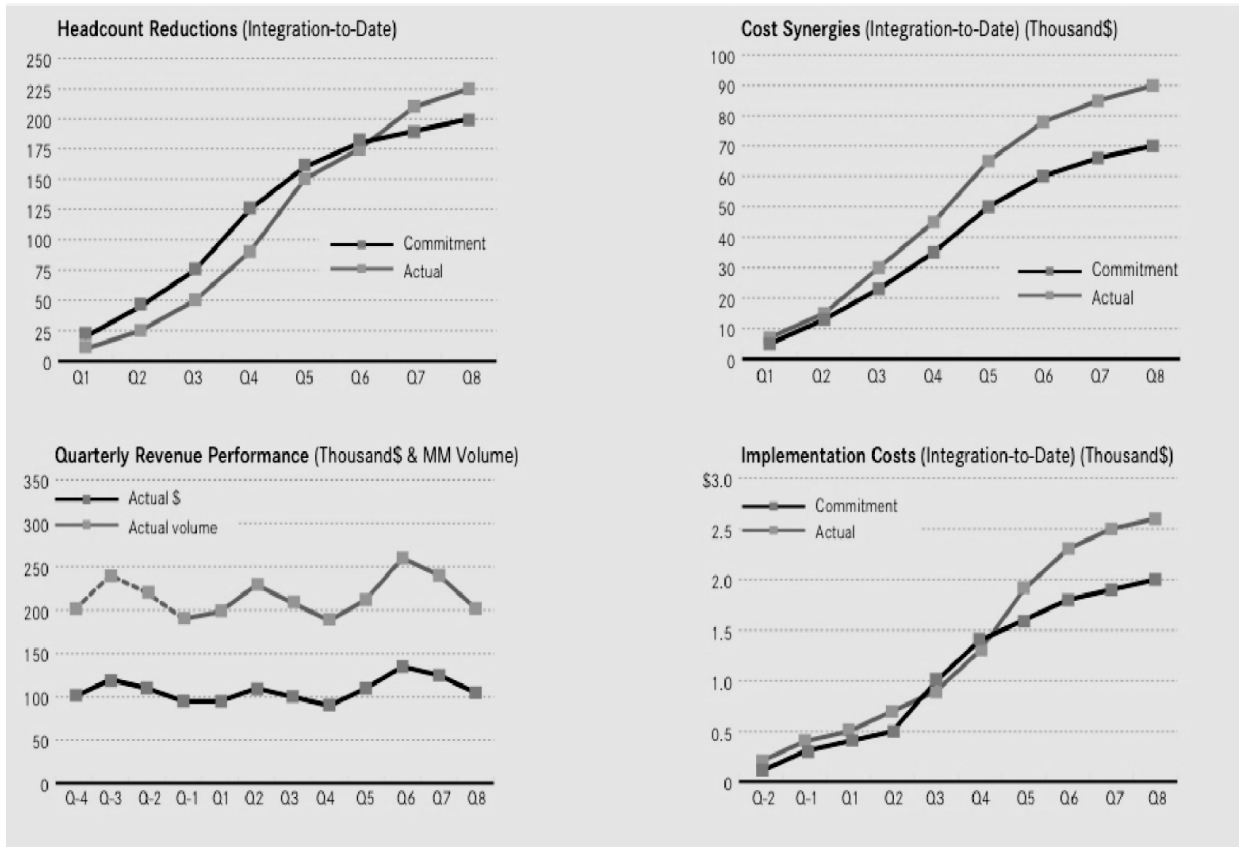 Headcount Reductions (Integration-to-Date)
250
225
200
175
150
125
100
75
50
25
0
Commitment
Actual
Q1 Q2 Q3 Q4 Q5 Q6 Q7 Q8
Cost Synergies (Integration-to-Date) (Thousand$)
100
90
80
70
60
50
40
30
20
10
0
Commitment
Actual
Q1 Q2 Q3 Q4 Q5 Q6 Q7 Q8
Quarterly Revenue Performance (Thousand$ & MM Volume)
350
300
250
200
150
100
50
0
Actual $
Actual volume
Q-4 Q-3 Q-2 Q-1 Q1 Q2 Q3 Q4 Q5 Q6 Q7 Q8
Implementation Costs (Integration-to-Date) (Thousand$)
$3.0
2.5
2.0
1.5
1.0
0.5
0
Commitment
Actual
Q-2 Q-1 Q1 Q2 Q3 Q4 Q5 Q6 Q7 Q8